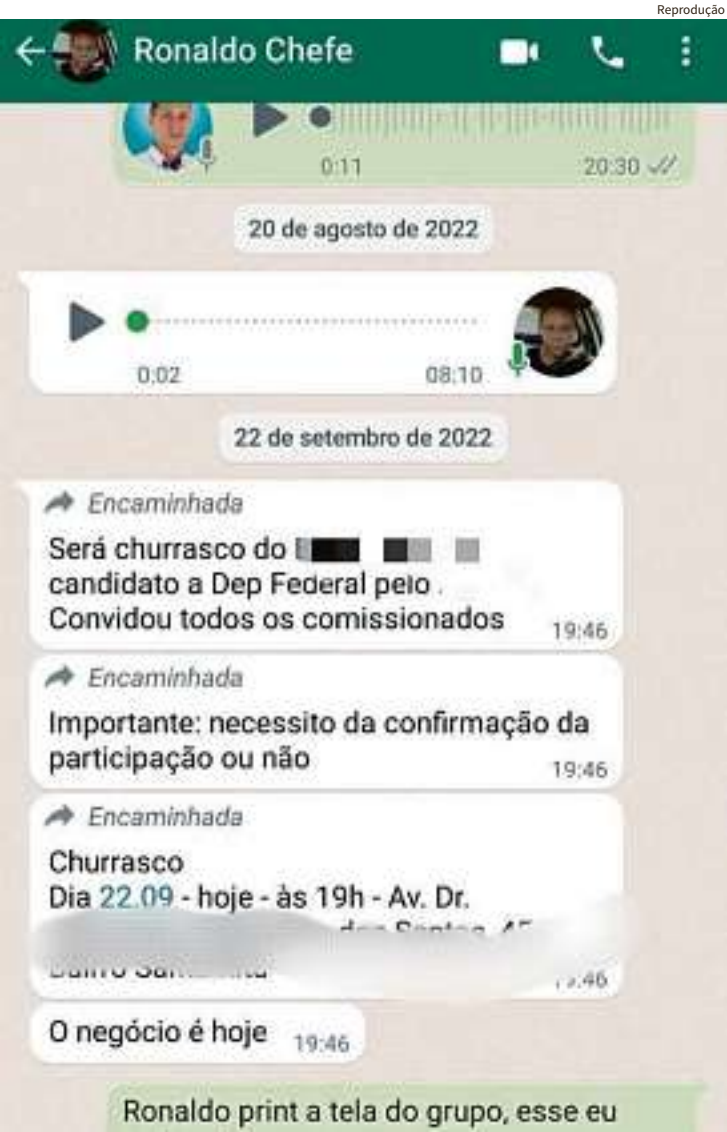 Reprodução
Ronaldo Chefe
0:11 20:30
20 de agosto de 2022
0:02 08:10
22 de setembro de 2022
Encaminhada
Será churrasco do
candidato a Dep Federal pelo .
Convidou todos os comissionados 19:46
Encaminhada
Importante: necessito da confirmação da
participação ou não 19:46
Encaminhada
Churrasco
Dia 22.09 - hoje - às 19h - Av. Dr.
O negócio é hoje 19:46
Ronaldo print a tela do grupo, esse eu